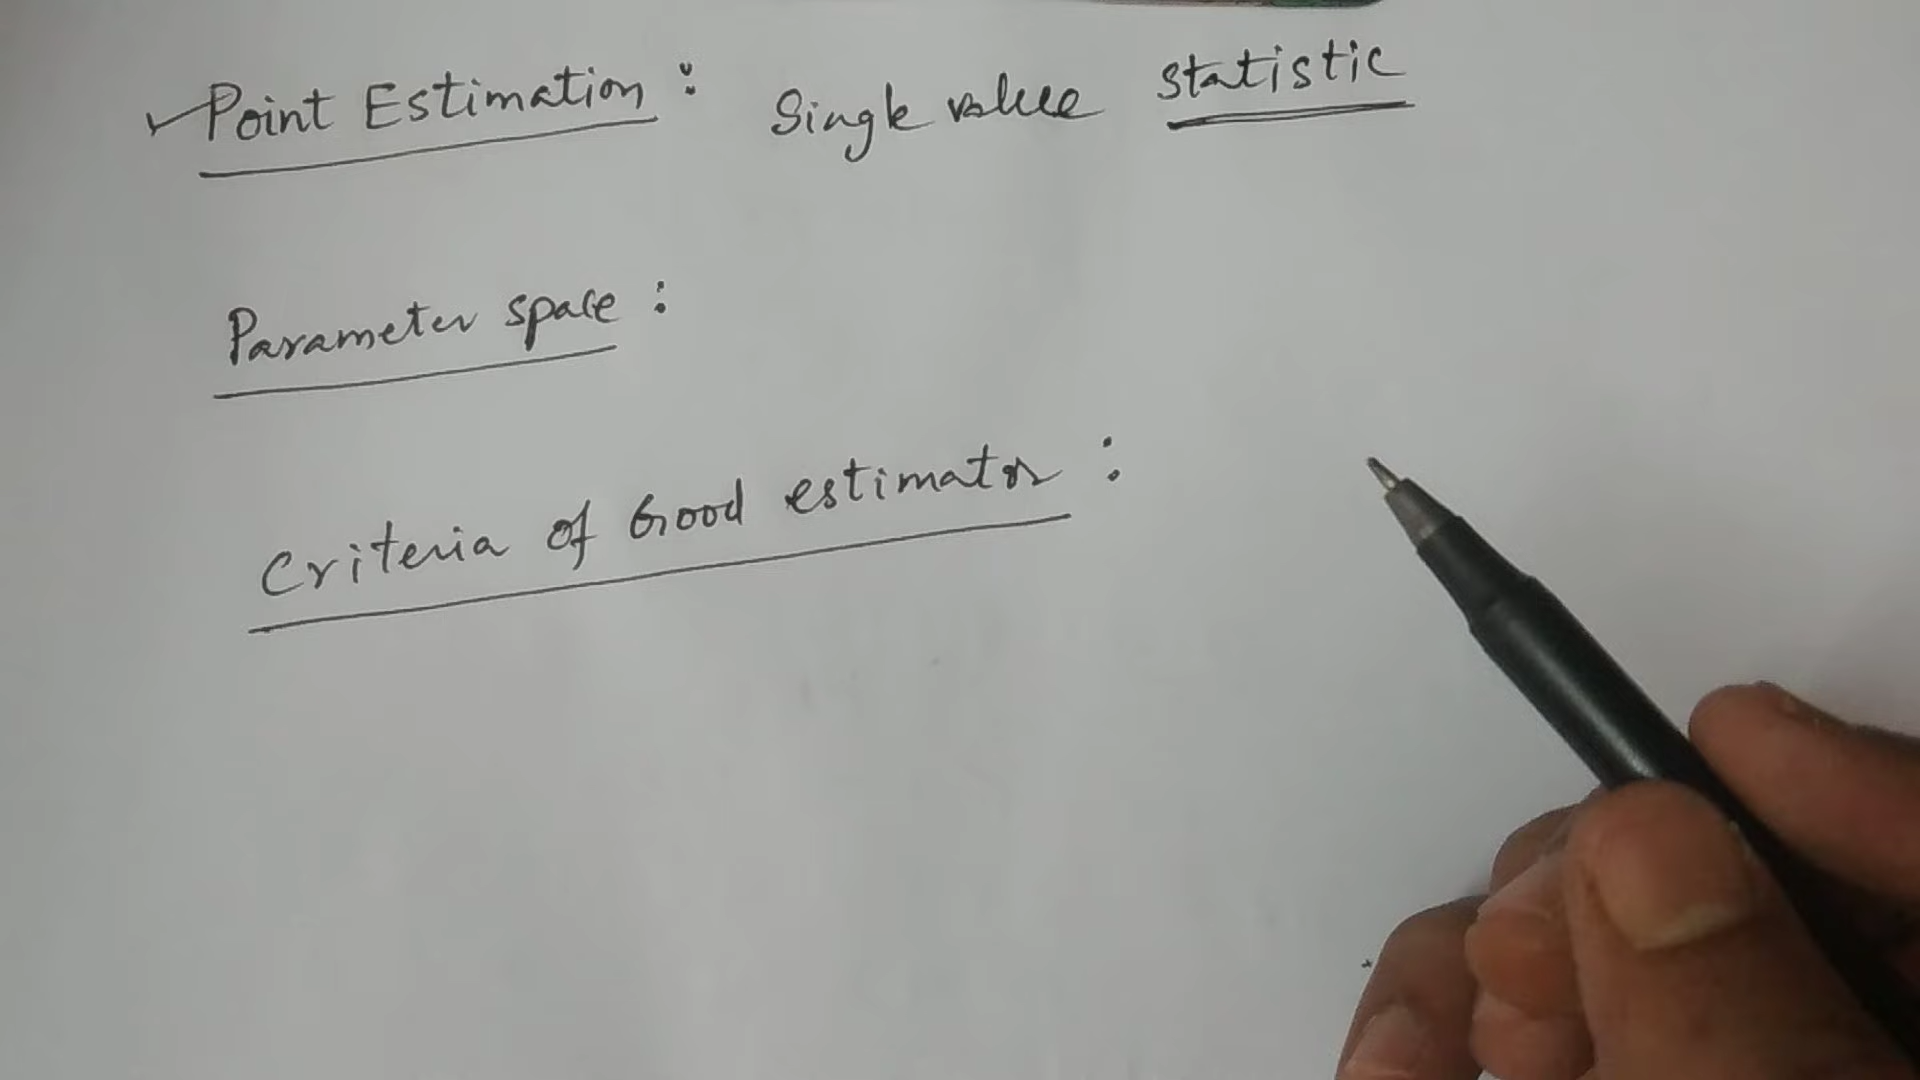 Point Estimation : Single value statistic
Parameter space :
Criteria of Good estimator :